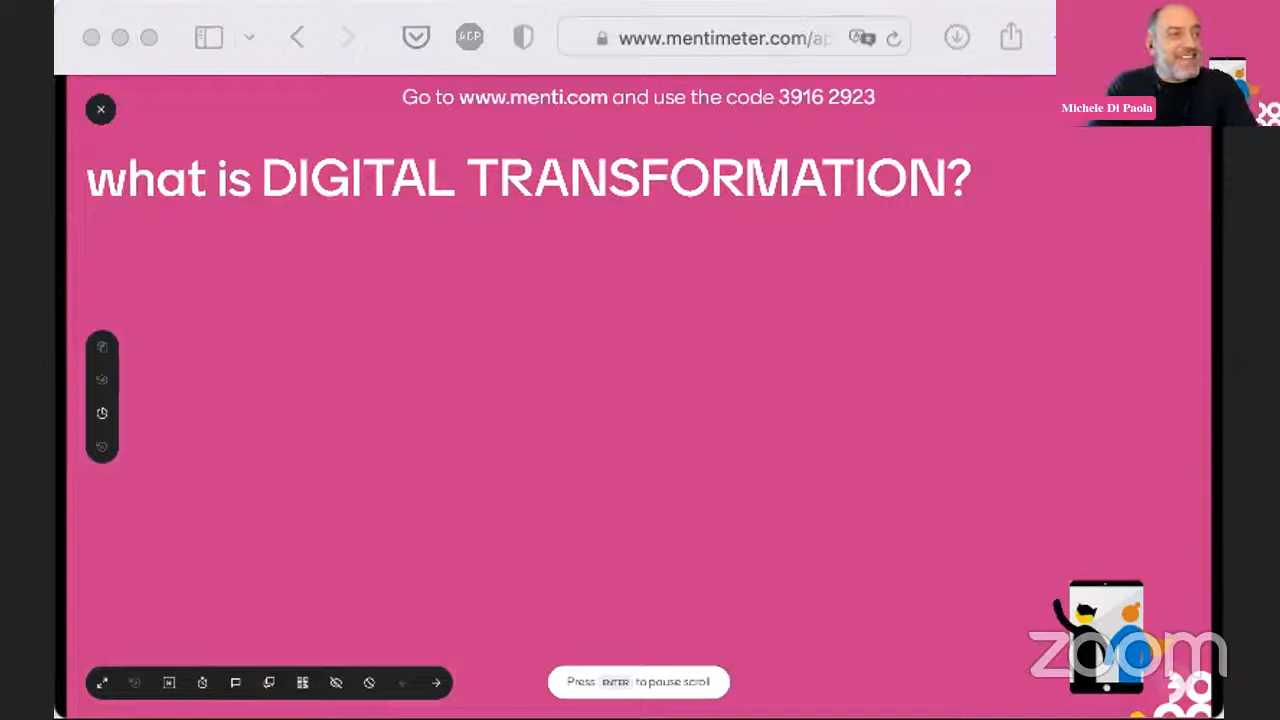 www.mentimeter.com/ap
Michele Di Paola
Go to www.menti.com and use the code 3916 2923
what is DIGITAL TRANSFORMATION?
Press ENTER to pause scroll
zoom